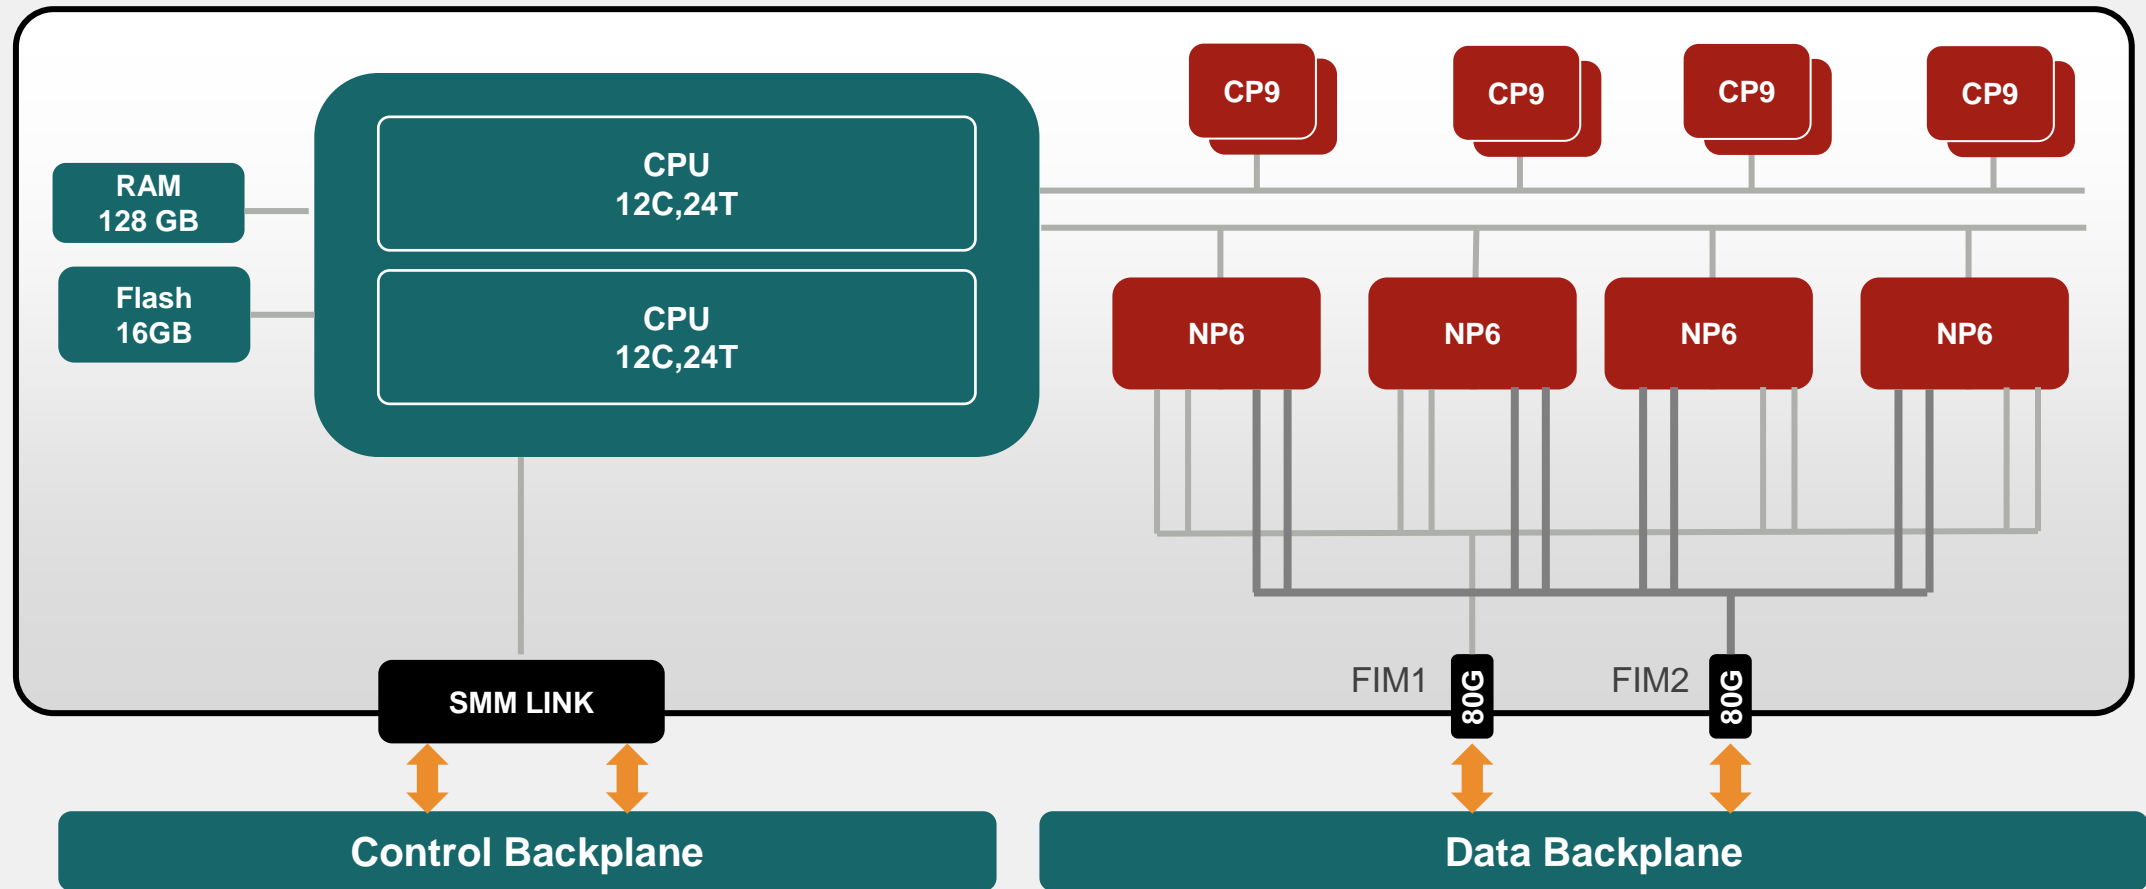 CP9
CP9
CP9
CP9
CPU
12C,24T
RAM
128 GB
Flash
16GB
CPU
12C,24T
NP6
NP6
NP6
NP6
SMM LINK
FIM1
80G
FIM2
80G
Control Backplane
Data Backplane